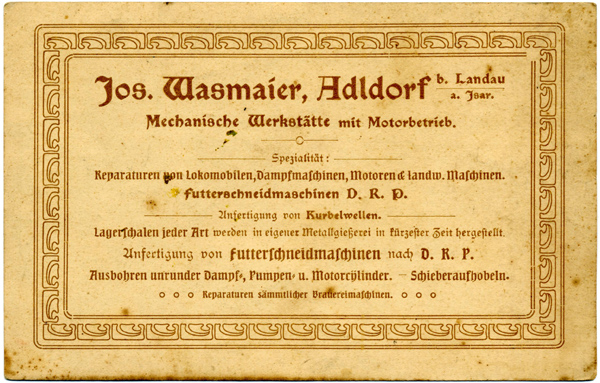 Jos. Wasmaier, Adldorf b. Landau a. Isar.
Mechanische Werkstätte mit Motorbetrieb.
Spezialität:
Reparaturen von Lokomobilen, Dampfmaschinen, Motoren & landw. Maschinen.
Futterschneidmaschinen D. R. P.
Anfertigung von Kurbelwellen.
Lagerschalen jeder Art werden in eigener Metallgießerei in kürzester Zeit hergestellt.
Anfertigung von Futterschneidmaschinen nach D. R. P.
Ausbohren unrunder Dampf-, Pumpen- u. Motorcylinder. — Schieberaufhobeln.
Reparaturen sämmtlicher Brauereimaschinen.